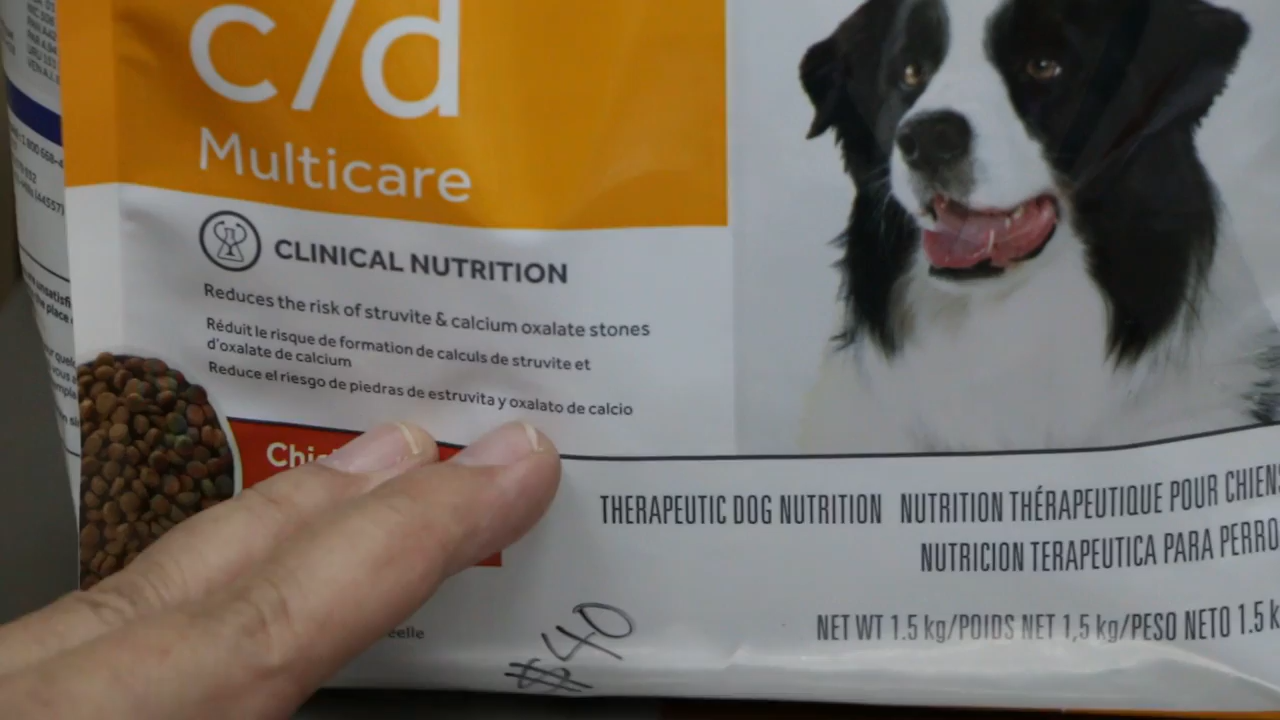 c/d
Multicare
CLINICAL NUTRITION
Reduces the risk of struvite & calcium oxalate stones
Réduit le risque de formation de calculs de struvite et
d'oxalate de calcium
Reduce el riesgo de piedras de estruvita y oxalato de calcio
THERAPEUTIC DOG NUTRITION NUTRITION THÉRAPEUTIQUE POUR CHIENS
NUTRICION TERAPEUTICA PARA PERRO
NET WT 1.5 kg/POIDS NET 1,5 kg/PESO NETO 1.5 k
$40